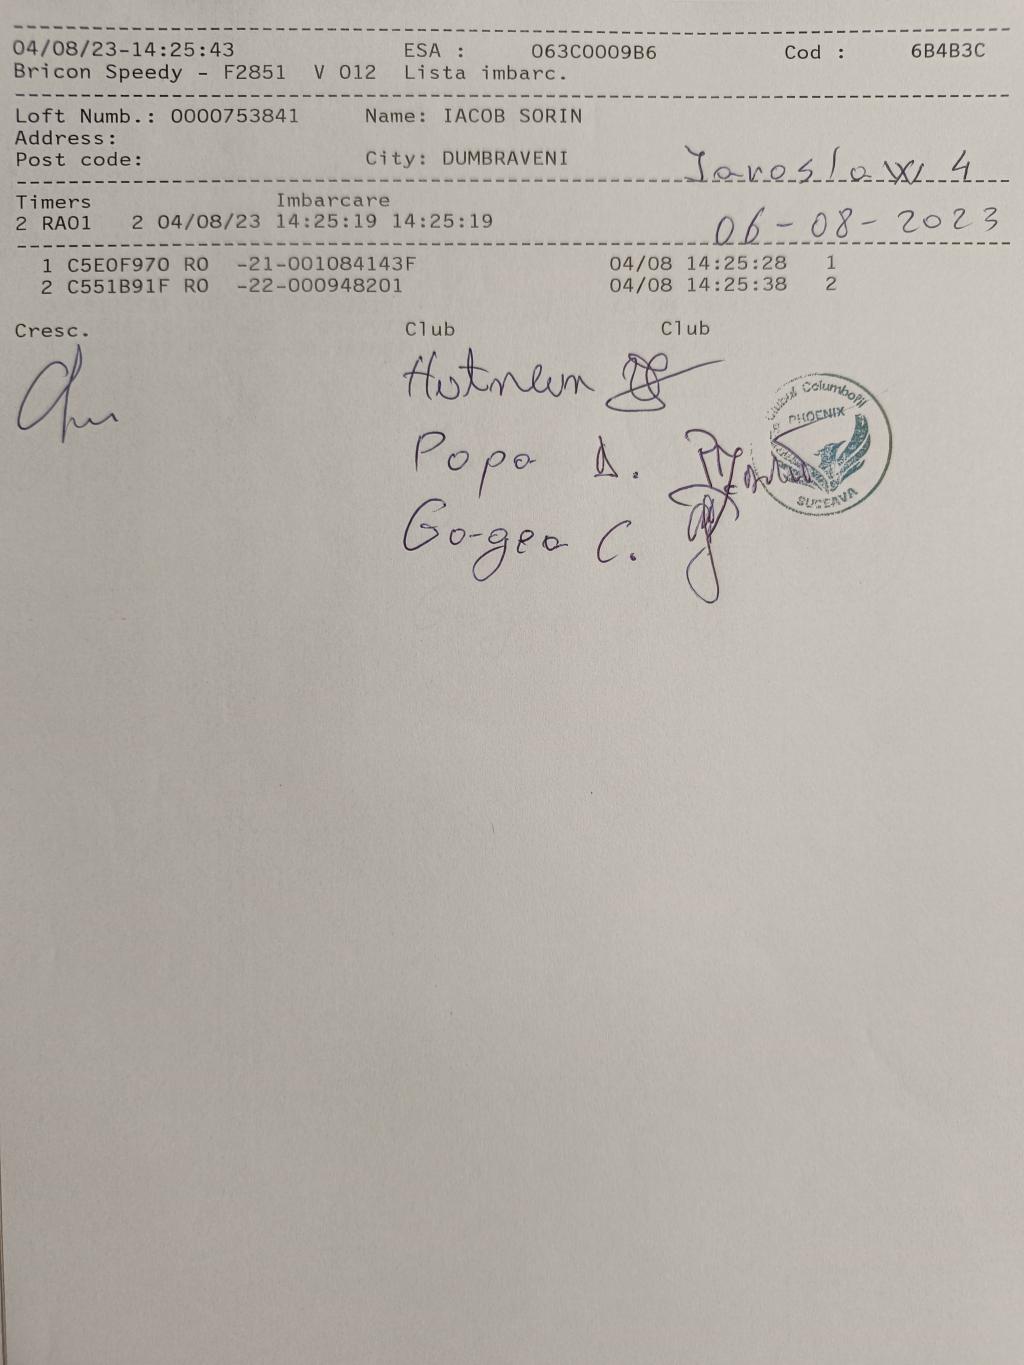 04/08/23-14:25:43 ESA : 063C0009B6 Cod : 6B4B3C
Bricon Speedy - F2851 V 012 Lista imbarc.
Loft Numb.: 0000753841 Name: IACOB SORIN
Address:
Post code: City: DUMBRAVENI
Jaroslaw 4
Timers Imbarcare
2 RA01 2 04/08/23 14:25:19 14:25:19
06-08-2023
1 C5E0F970 RO -21-001084143F 04/08 14:25:28 1
2 C551B91F RO -22-000948201 04/08 14:25:38 2
Cresc. Club Club
Popa D.
Go-gea C.
Clubul Columbofil
PHOENIX
SUCEAVA